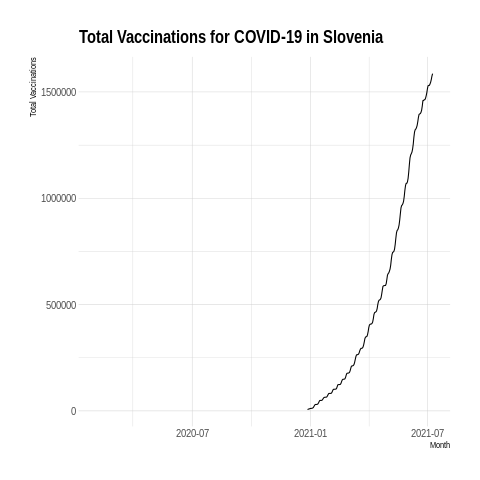 Total Vaccinations for COVID-19 in Slovenia
Total Vaccinations
1500000
1000000
500000
0
2020-07 2021-01 2021-07
Month